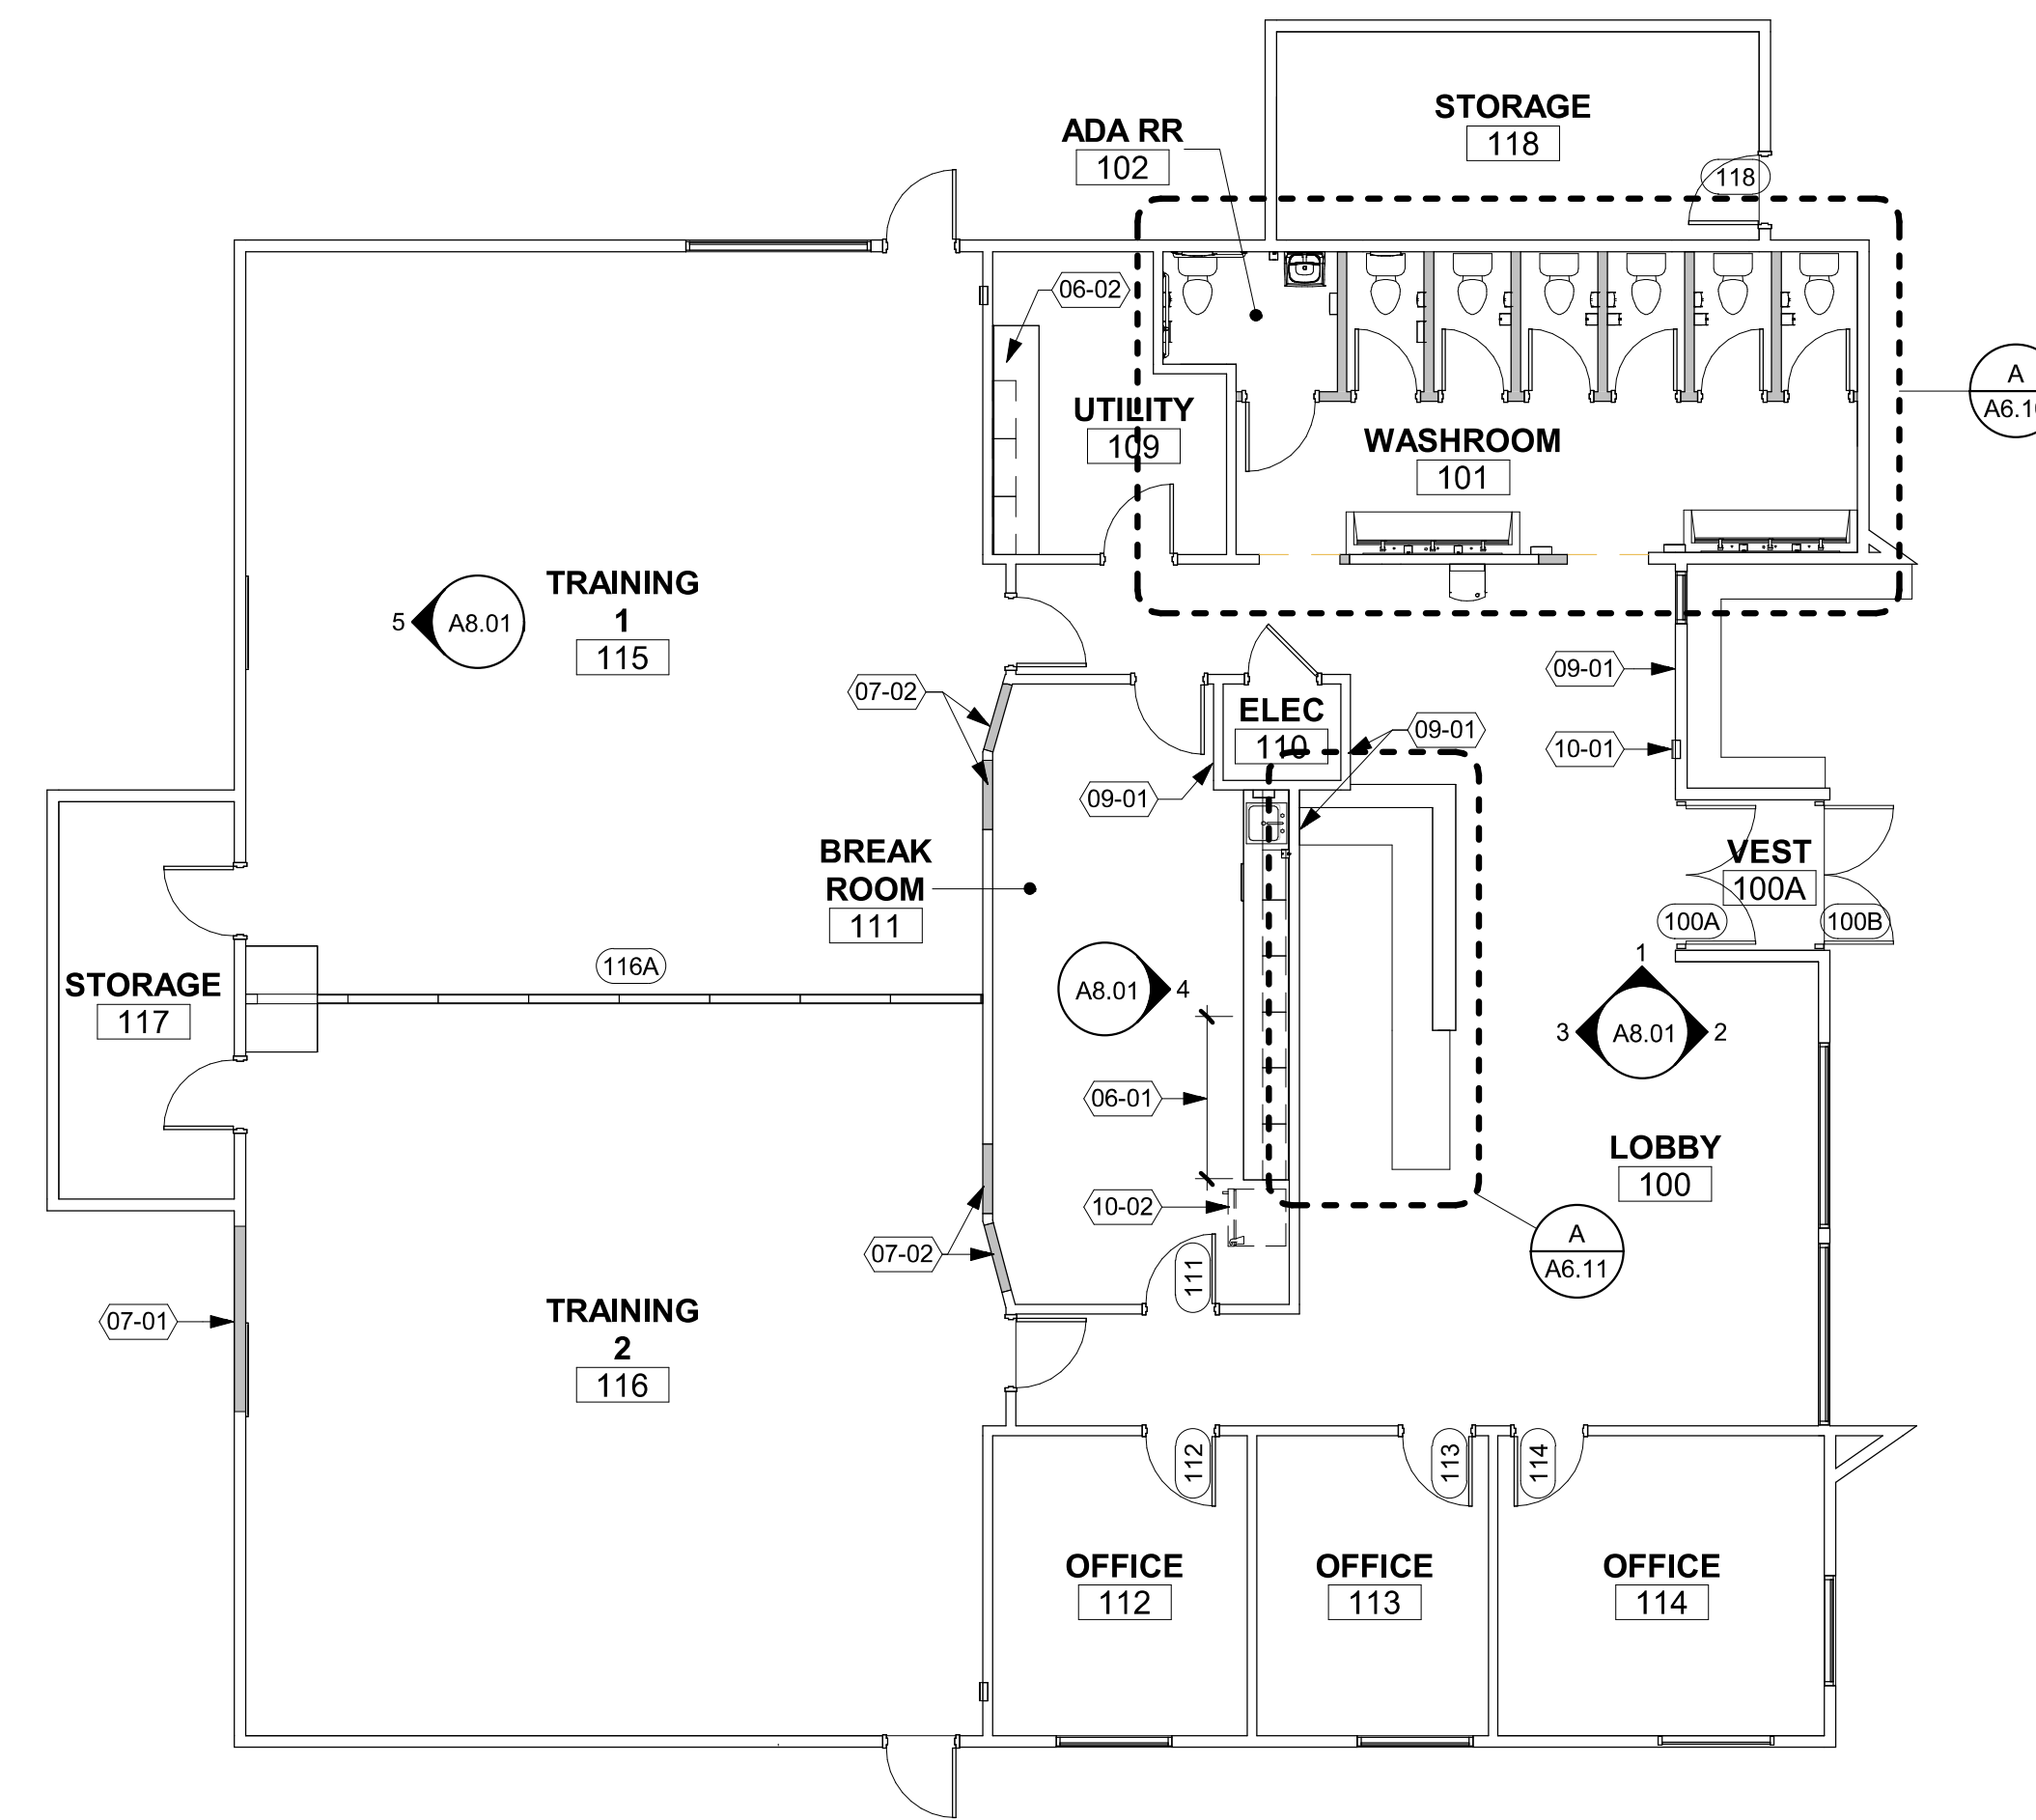 STORAGE
118
ADA RR
102
118
06-02
A
UTILITY
109
WASHROOM
101
TRAINING
1
115
5
A8.01
09-01
07-02
ELEC
110
09-01
10-01
09-01
BREAK
ROOM
111
VEST
100A
100A
100B
116A
STORAGE
117
A8.01
4
1
3
A8.01
2
06-01
LOBBY
100
10-02
07-02
111
A
A6.11
07-01
TRAINING
2
116
112
113
114
OFFICE
112
OFFICE
113
OFFICE
114